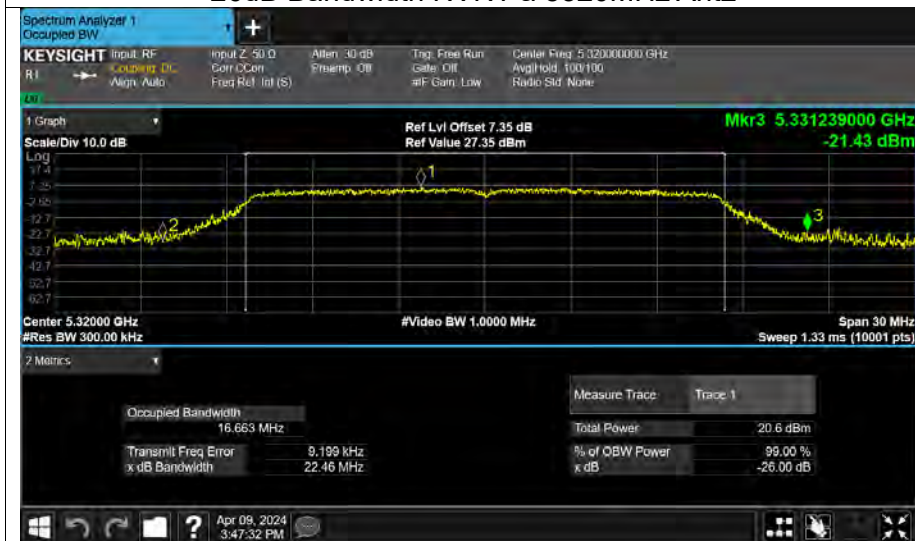 Spectrum Analyzer 1
Occupied BW
KEYSIGHT Input: RF
Coupling: DC
Align: Auto
Input Z: 50 Ω
Corr CCorr
Freq Ref: Int (S)
Atten: 30 dB
Preamp: Off
Trig: Free Run
Gate: Off
#IF Gain: Low
Center Freq: 5.320000000 GHz
Avg|Hold: 100/100
Radio Std: None
1 Graph
Scale/Div 10.0 dB
Ref Lvl Offset 7.35 dB
Ref Value 27.35 dBm
Mkr3 5.331239000 GHz
-21.43 dBm
Log
17.4
7.35
-2.65
-12.7
-22.7
-32.7
-42.7
-52.7
-62.7
1
2
3
Center 5.32000 GHz
#Res BW 300.00 kHz
#Video BW 1.0000 MHz
Span 30 MHz
Sweep 1.33 ms (10001 pts)
2 Metrics
Measure Trace Trace 1
Occupied Bandwidth
16.663 MHz
Total Power 20.6 dBm
Transmit Freq Error 9.199 kHz
% of OBW Power 99.00 %
x dB Bandwidth 22.46 MHz
x dB -26.00 dB
?
Apr 09, 2024
3:47:32 PM